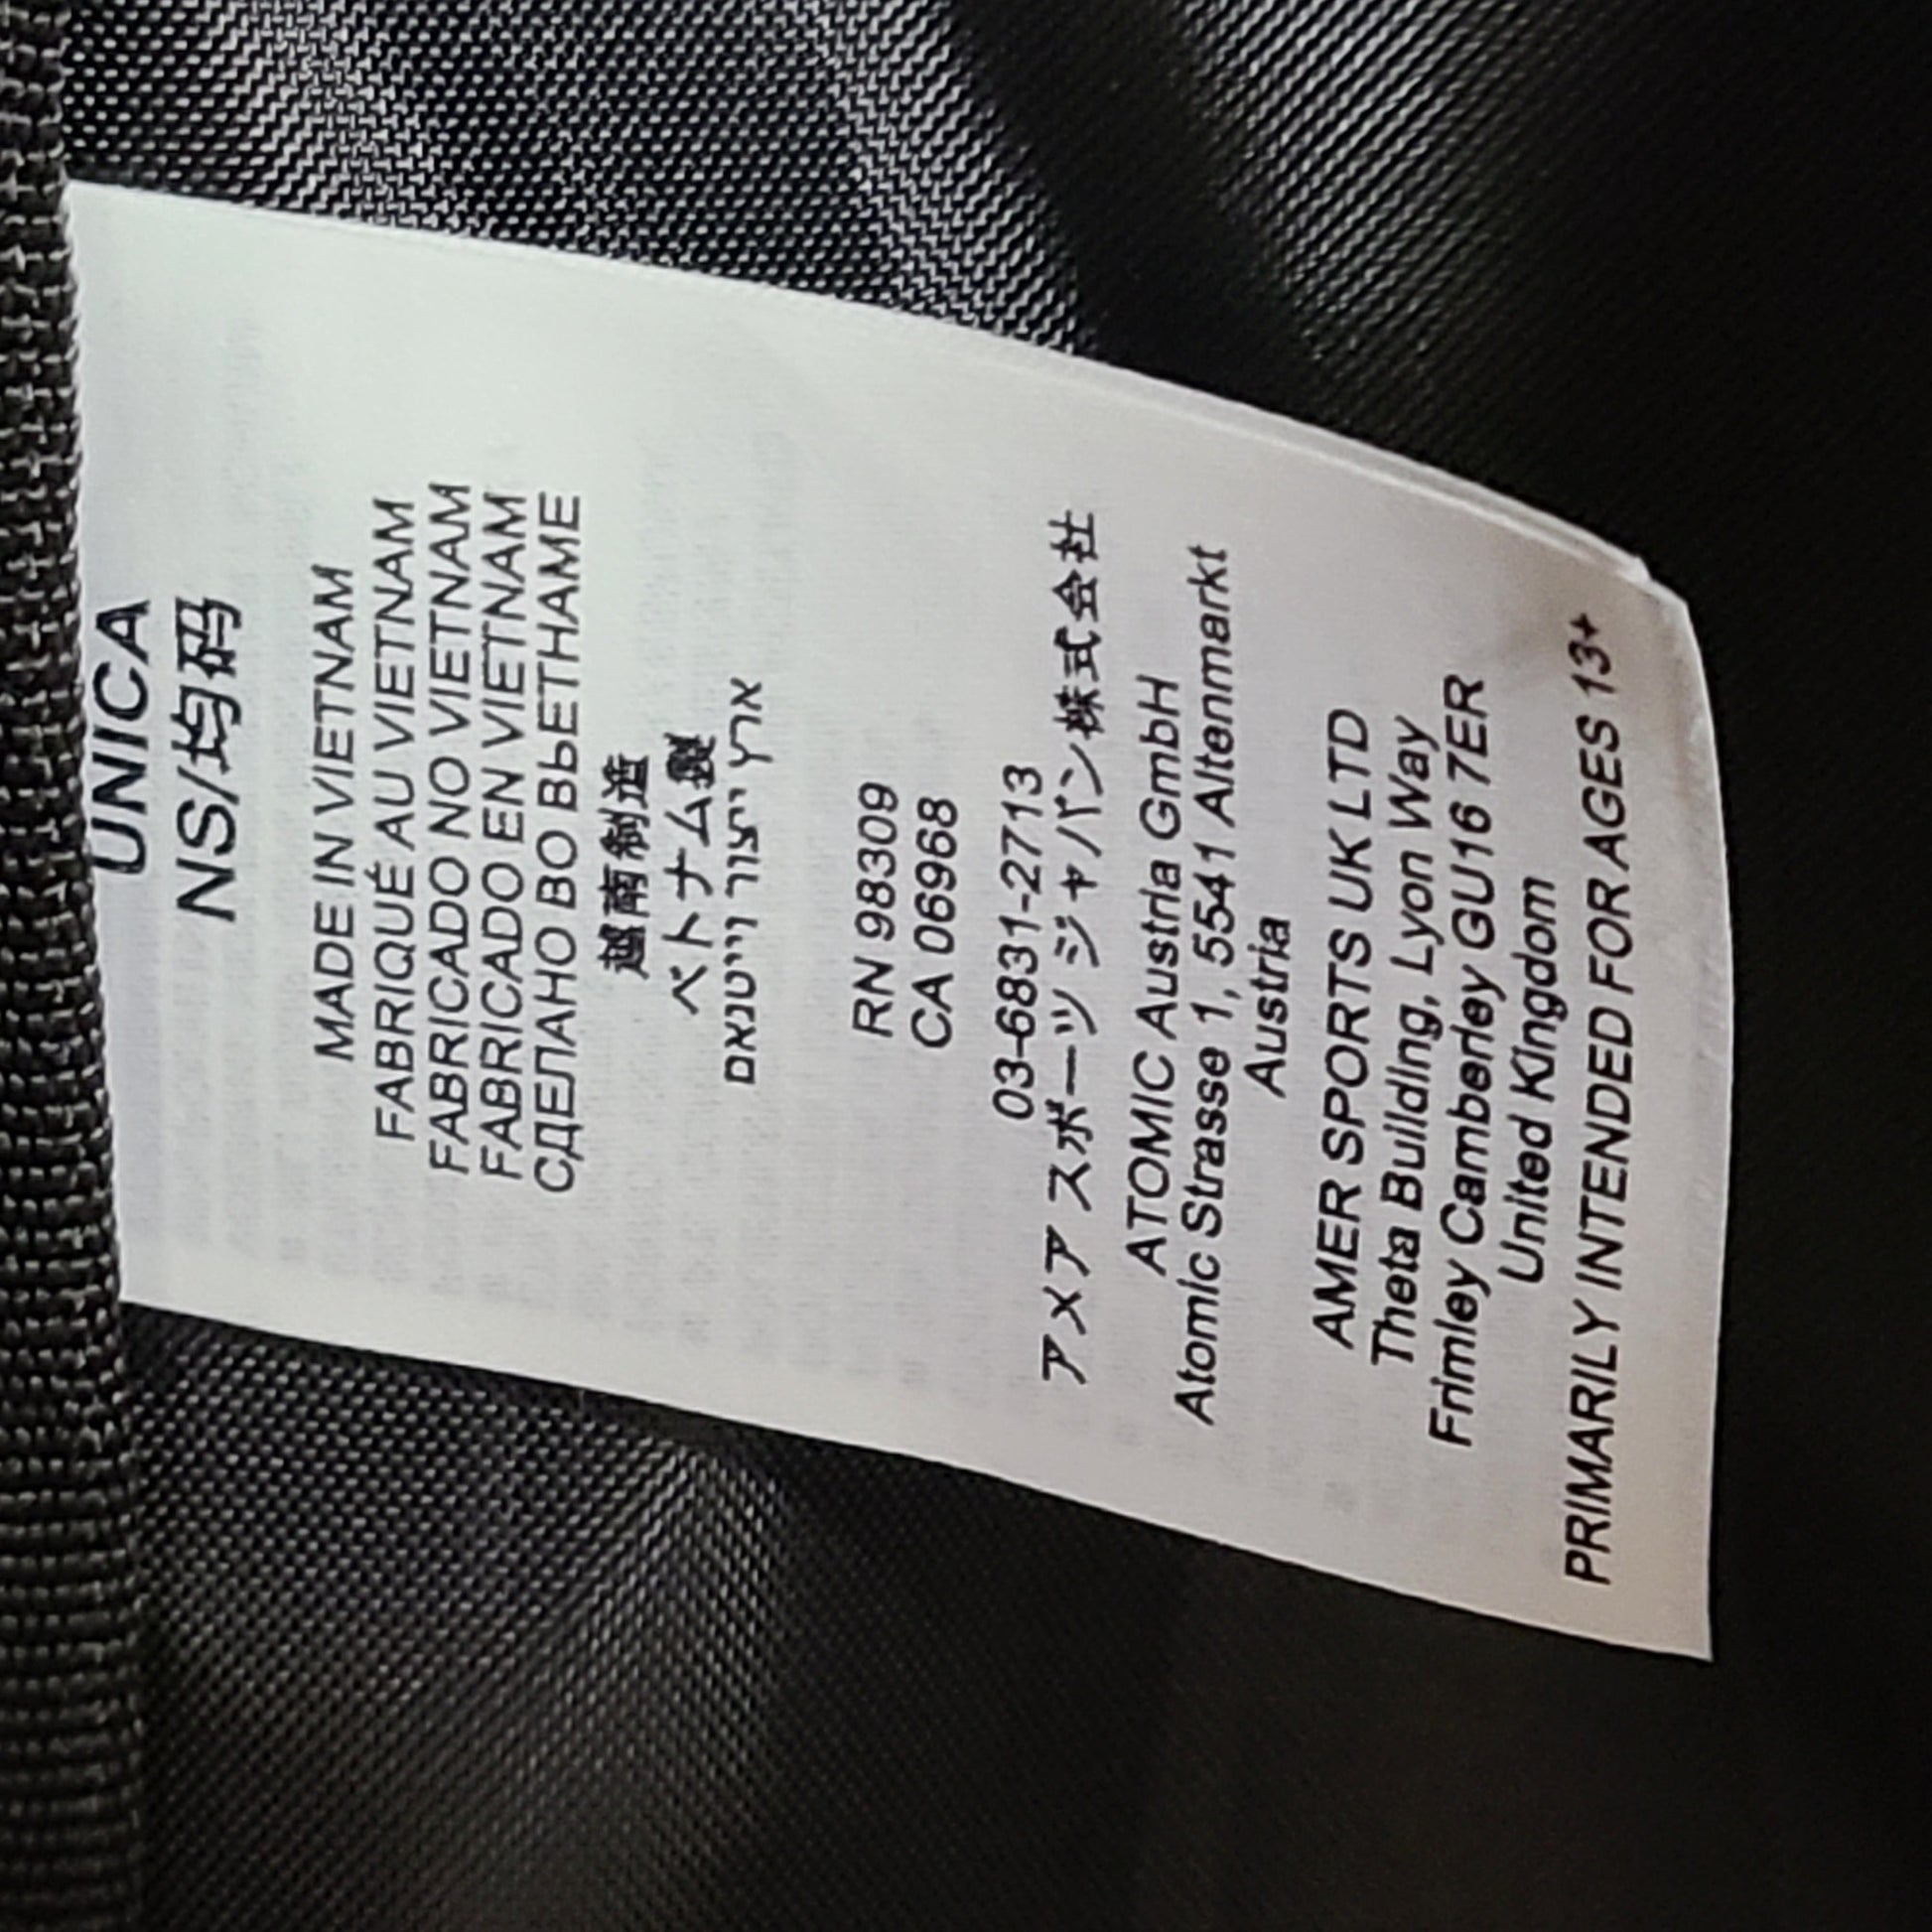 UNICA
NS/均码
MADE IN VIETNAM
FABRIQUÉ AU VIETNAM
FABRICADO NO VIETNAM
FABRICADO EN VIETNAM
СДЕЛАНО ВО ВЬЕТНАМЕ
越南制造
ベトナム製
ארץ ייצור וייטנאם
RN 98309
CA 06968
03-6831-2713
アメア スポーツ ジャパン株式会社
ATOMIC Austria GmbH
Atomic Strasse 1, 5541 Altenmarkt
Austria
AMER SPORTS UK LTD
Theta Building, Lyon Way
Frimley Camberley GU16 7ER
United Kingdom
PRIMARILY INTENDED FOR AGES 13+